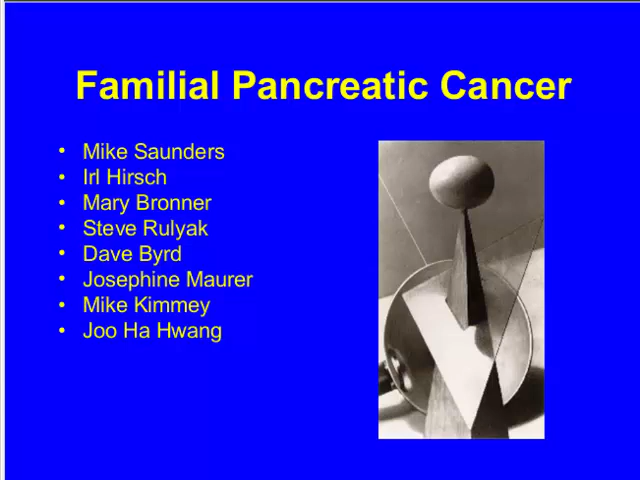 Familial Pancreatic Cancer
• Mike Saunders
• Irl Hirsch
• Mary Bronner
• Steve Rulyak
• Dave Byrd
• Josephine Maurer
• Mike Kimmey
• Joo Ha Hwang